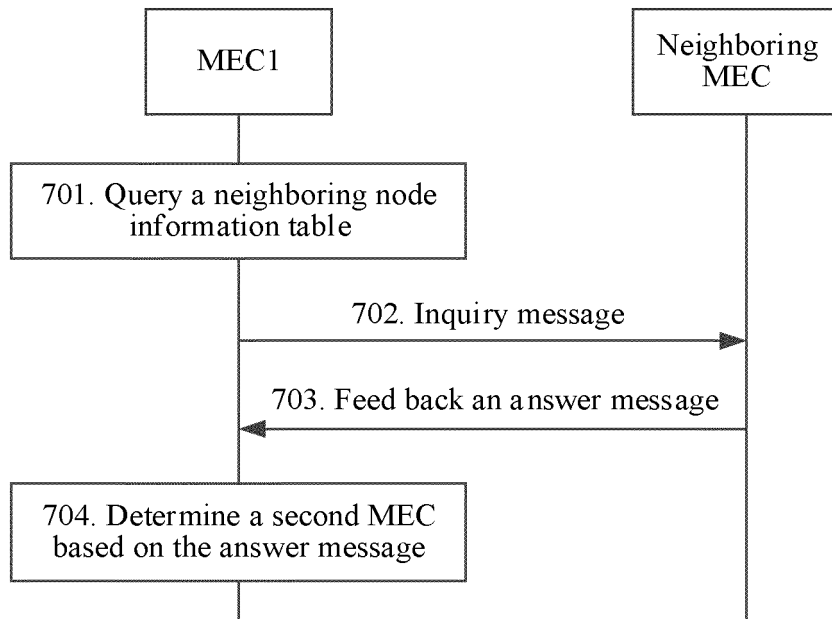 MEC1
Neighboring
MEC
701. Query a neighboring node
information table
702. Inquiry message
703. Feed back an answer message
704. Determine a second MEC
based on the answer message